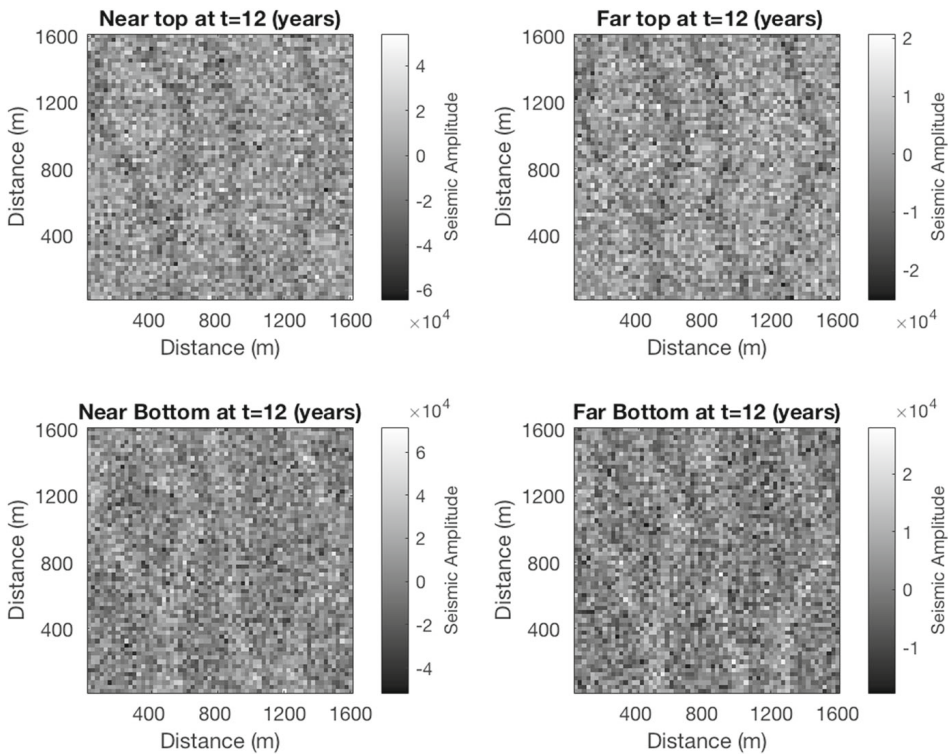 Near top at t=12 (years)
1600
1200
800
400
Distance (m)
400 800 1200 1600
Distance (m)
4
2
0
-2
-4
-6
×10^4
Seismic Amplitude
Far top at t=12 (years)
1600
1200
800
400
Distance (m)
400 800 1200 1600
Distance (m)
2
1
0
-1
-2
×10^4
Seismic Amplitude
Near Bottom at t=12 (years)
1600
1200
800
400
Distance (m)
400 800 1200 1600
Distance (m)
×10^4
6
4
2
0
-2
-4
Seismic Amplitude
Far Bottom at t=12 (years)
1600
1200
800
400
Distance (m)
400 800 1200 1600
Distance (m)
×10^4
2
1
0
-1
Seismic Amplitude